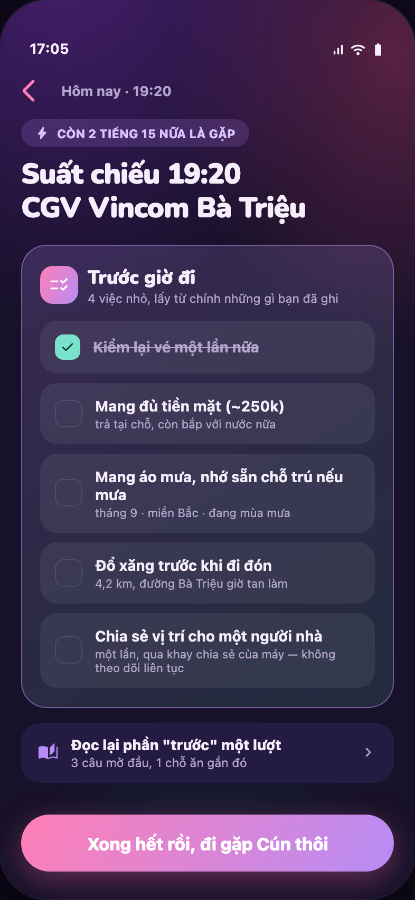 17:05
Hôm nay · 19:20
CÒN 2 TIẾNG 15 NỮA LÀ GẶP
Suất chiếu 19:20
CGV Vincom Bà Triệu
Trước giờ đi
4 việc nhỏ, lấy từ chính những gì bạn đã ghi
Kiểm lại vé một lần nữa
Mang đủ tiền mặt (~250k)
trả tại chỗ, còn bắp với nước nữa
Mang áo mưa, nhớ sẵn chỗ trú nếu
mưa
tháng 9 · miền Bắc · đang mùa mưa
Đổ xăng trước khi đi đón
4,2 km, đường Bà Triệu giờ tan làm
Chia sẻ vị trí cho một người nhà
một lần, qua khay chia sẻ của máy — không
theo dõi liên tục
Đọc lại phần "trước" một lượt
3 câu mở đầu, 1 chỗ ăn gần đó
Xong hết rồi, đi gặp Cún thôi